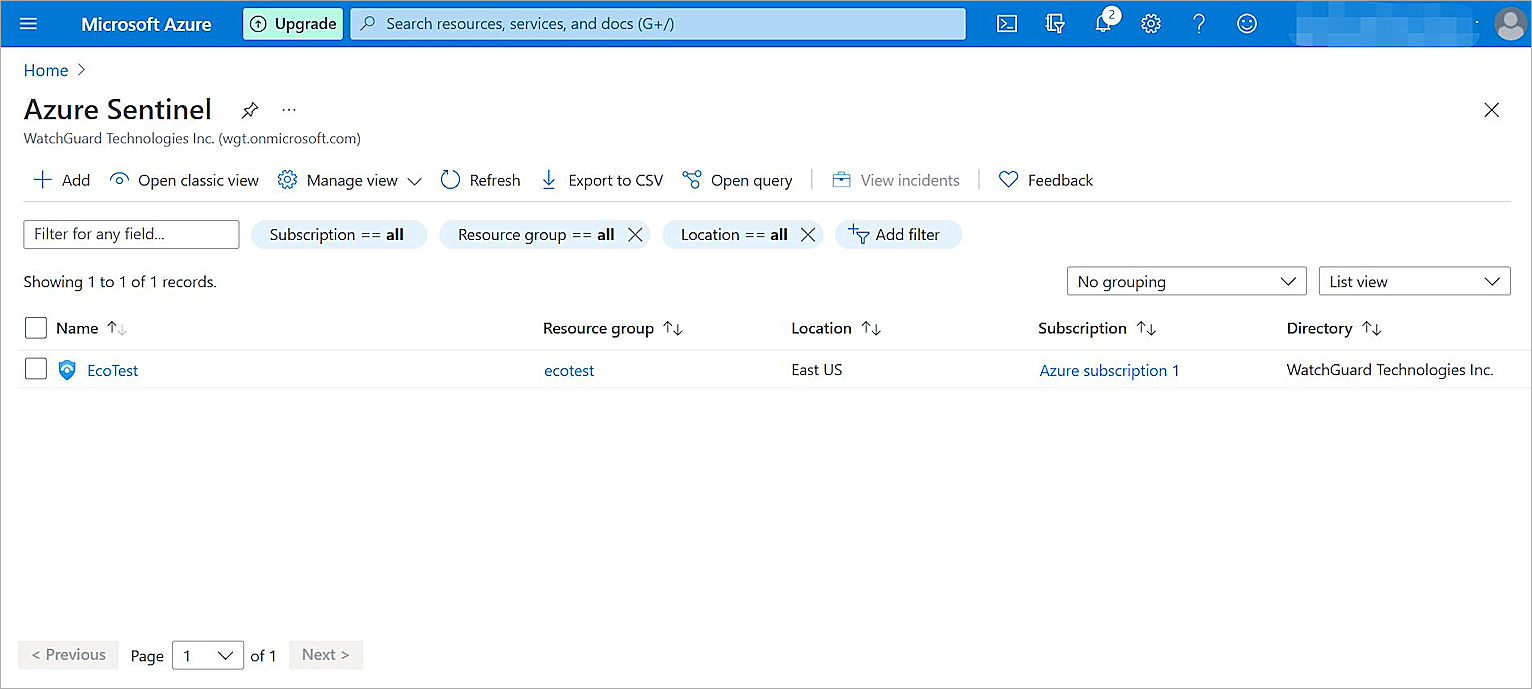 Microsoft Azure Upgrade Search resources, services, and docs (G+/) 2
Home
Azure Sentinel ...
WatchGuard Technologies Inc. (wgt.onmicrosoft.com)
Add Open classic view Manage view Refresh Export to CSV Open query View incidents Feedback
Filter for any field... Subscription == all Resource group == all Location == all Add filter
Showing 1 to 1 of 1 records. No grouping List view
Name Resource group Location Subscription Directory
EcoTest ecotest East US Azure subscription 1 WatchGuard Technologies Inc.
< Previous Page 1 of 1 Next >